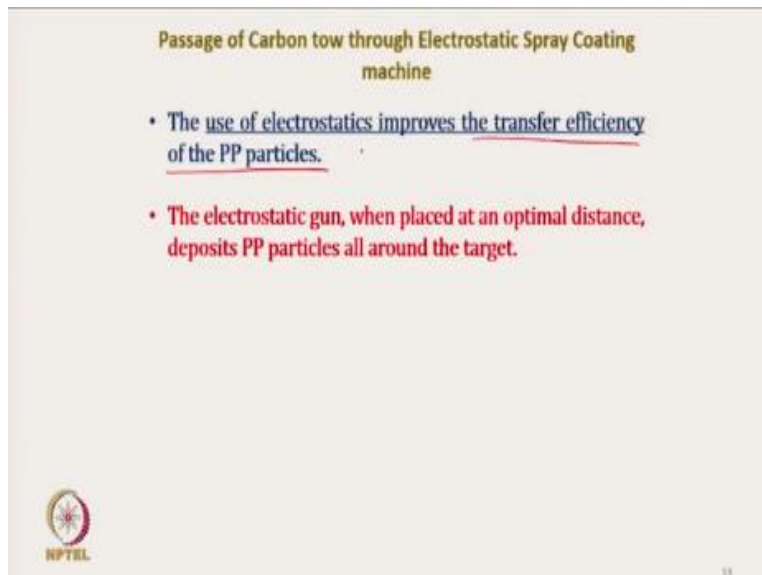 Passage of Carbon tow through Electrostatic Spray Coating
machine
• The use of electrostatics improves the transfer efficiency
of the PP particles.
• The electrostatic gun, when placed at an optimal distance,
deposits PP particles all around the target.
NPTEL